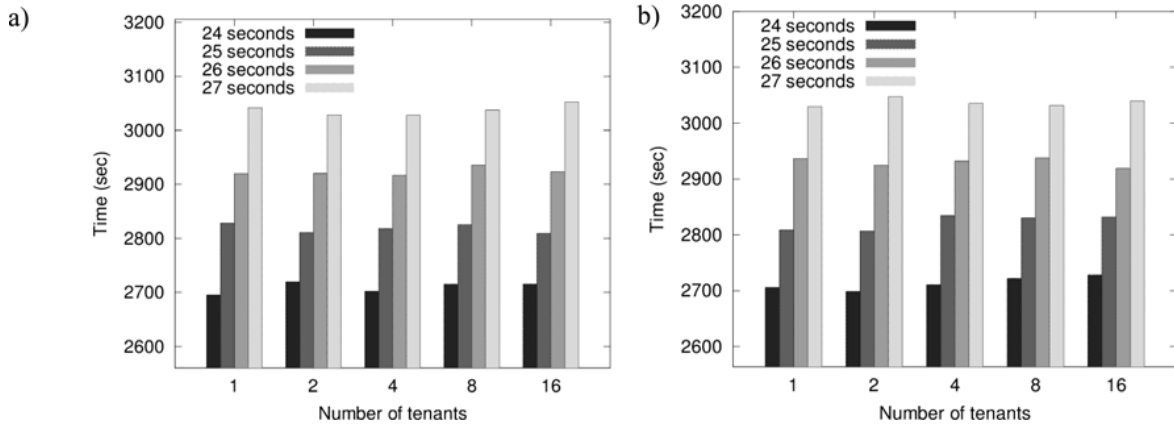 a)
3200
3100
3000
2900
2800
2700
2600
Time (sec)
24 seconds
25 seconds
26 seconds
27 seconds
1 2 4 8 16
Number of tenants
b)
3200
3100
3000
2900
2800
2700
2600
Time (sec)
24 seconds
25 seconds
26 seconds
27 seconds
1 2 4 8 16
Number of tenants